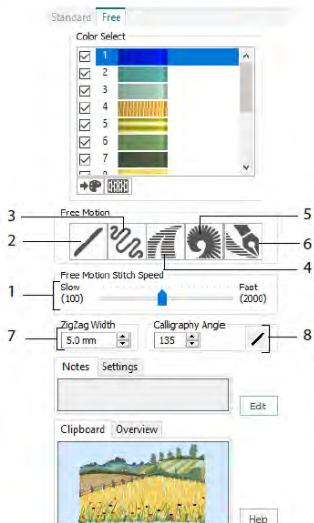 Standard Free
Color Select
1
2
3
4
5
6
7
8
Free Motion
3
2
5
6
4
Free Motion Stitch Speed
1
Slow Fast
(100) (2000)
ZigZag Width Calligraphy Angle
7 5.0 mm 135 8
Notes Settings
Edit
Clipboard Overview
Help